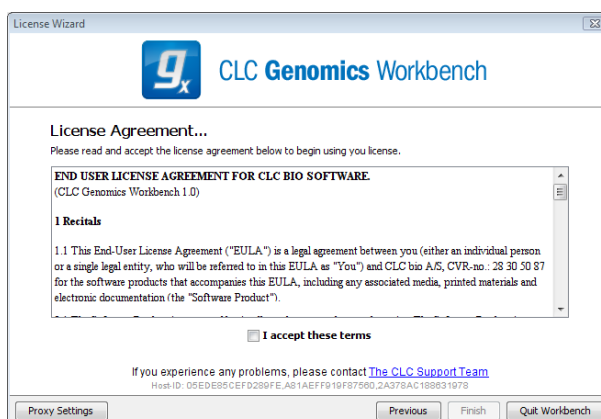 License Wizard
gx CLC Genomics Workbench
License Agreement...
Please read and accept the license agreement below to begin using you license.
END USER LICENSE AGREEMENT FOR CLC BIO SOFTWARE.
(CLC Genomics Workbench 1.0)
1 Recitals
1.1 This End-User License Agreement ("EULA") is a legal agreement between you (either an individual person
or a single legal entity, who will be referred to in this EULA as "You") and CLC bio A/S, CVR-no.: 28 30 50 87
for the software products that accompanies this EULA, including any associated media, printed materials and
electronic documentation (the "Software Product").
I accept these terms
If you experience any problems, please contact The CLC Support Team
Host-ID: D5EDE85CEFD289FE,A81AEFF919F87560,2A378AC188631978
Proxy Settings
Previous
Finish
Quit Workbench